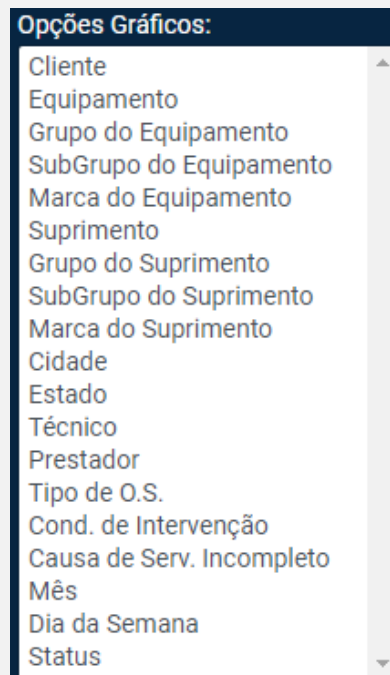 Opções Gráficos:
Cliente
Equipamento
Grupo do Equipamento
SubGrupo do Equipamento
Marca do Equipamento
Suprimento
Grupo do Suprimento
SubGrupo do Suprimento
Marca do Suprimento
Cidade
Estado
Técnico
Prestador
Tipo de O.S.
Cond. de Intervenção
Causa de Serv. Incompleto
Mês
Dia da Semana
Status